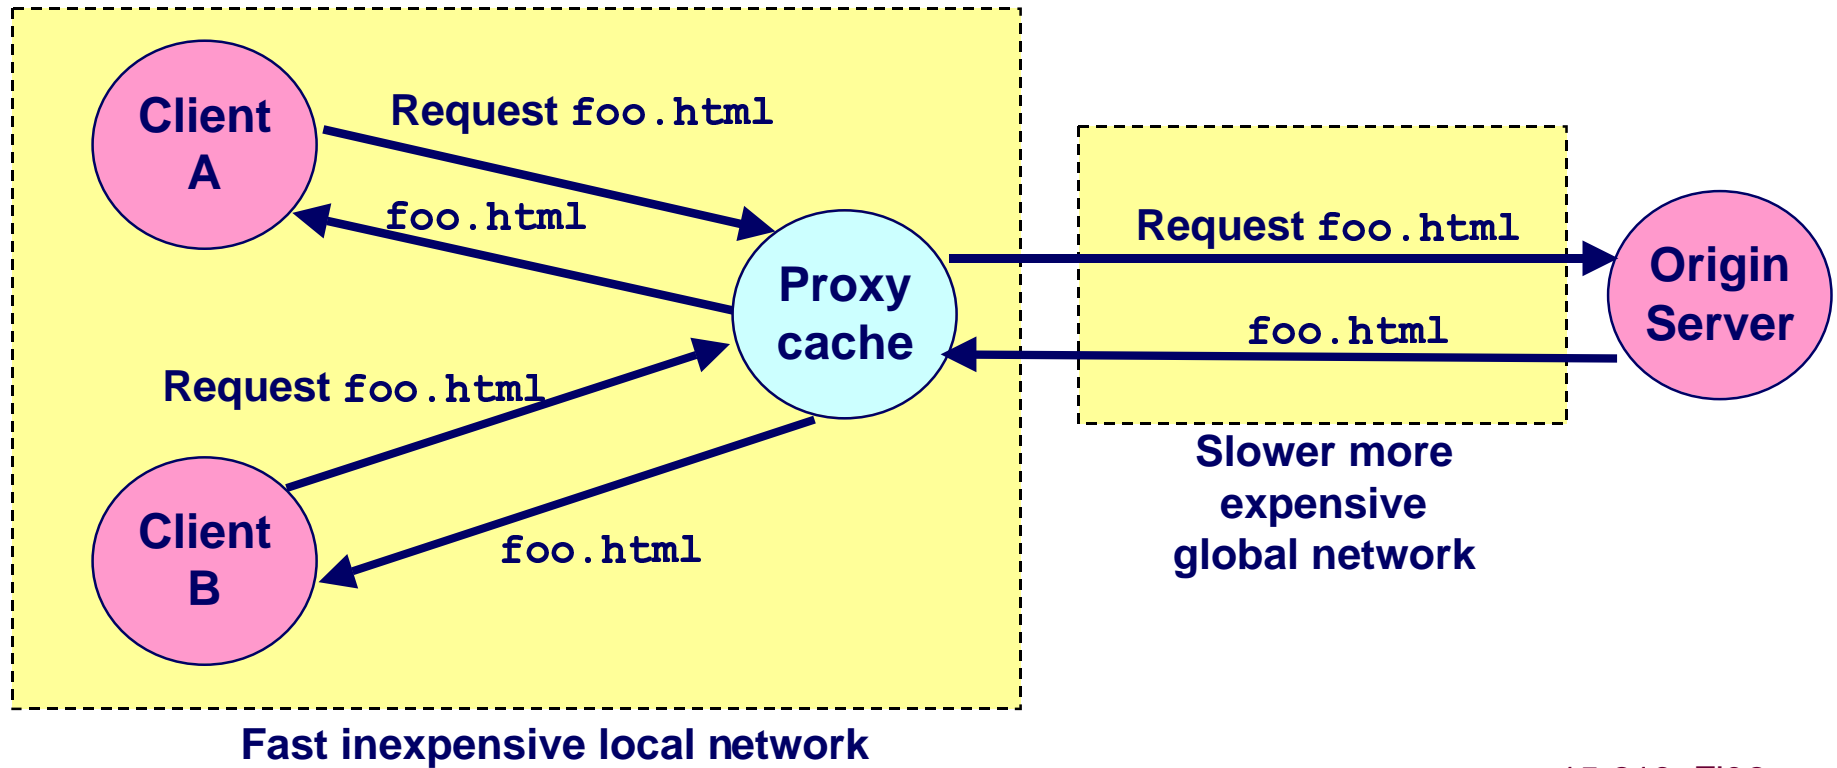 Client
A
Request foo.html
foo.html
Request foo.html
Origin
Server
Proxy
cache
foo.html
Request foo.html
Slower more
expensive
global network
Client
B
foo.html
Fast inexpensive local network